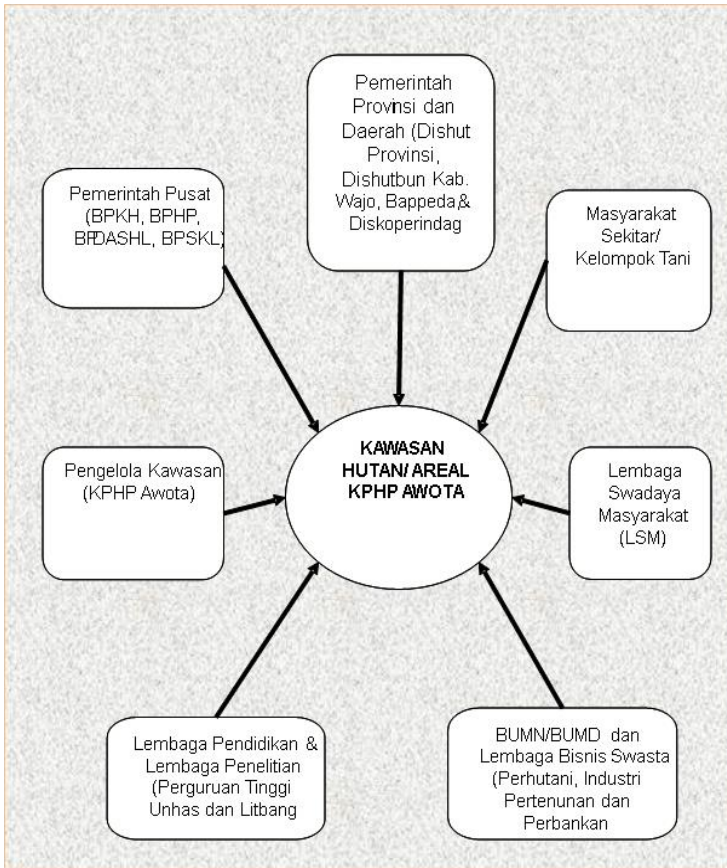 Pemerintah
Provinsi dan
Daerah (Dishut
Provinsi,
Dishutbun Kab.
Wajo, Bappeda,&
Diskoperindag
Pemerintah Pusat
(BPKH, BPHP,
BPDASHL, BPSKL)
Masyarakat
Sekitar/
Kelompok Tani
KAWASAN
HUTAN/ AREAL
KPHP AWOTA
Pengelola Kawasan
(KPHP Awota)
Lembaga
Swadaya
Masyarakat
(LSM)
Lembaga Pendidikan &
Lembaga Penelitian
(Perguruan Tinggi
Unhas dan Litbang
BUMN/BUMD dan
Lembaga Bisnis Swasta
(Perhutani, Industri
Pertenunan dan
Perbankan